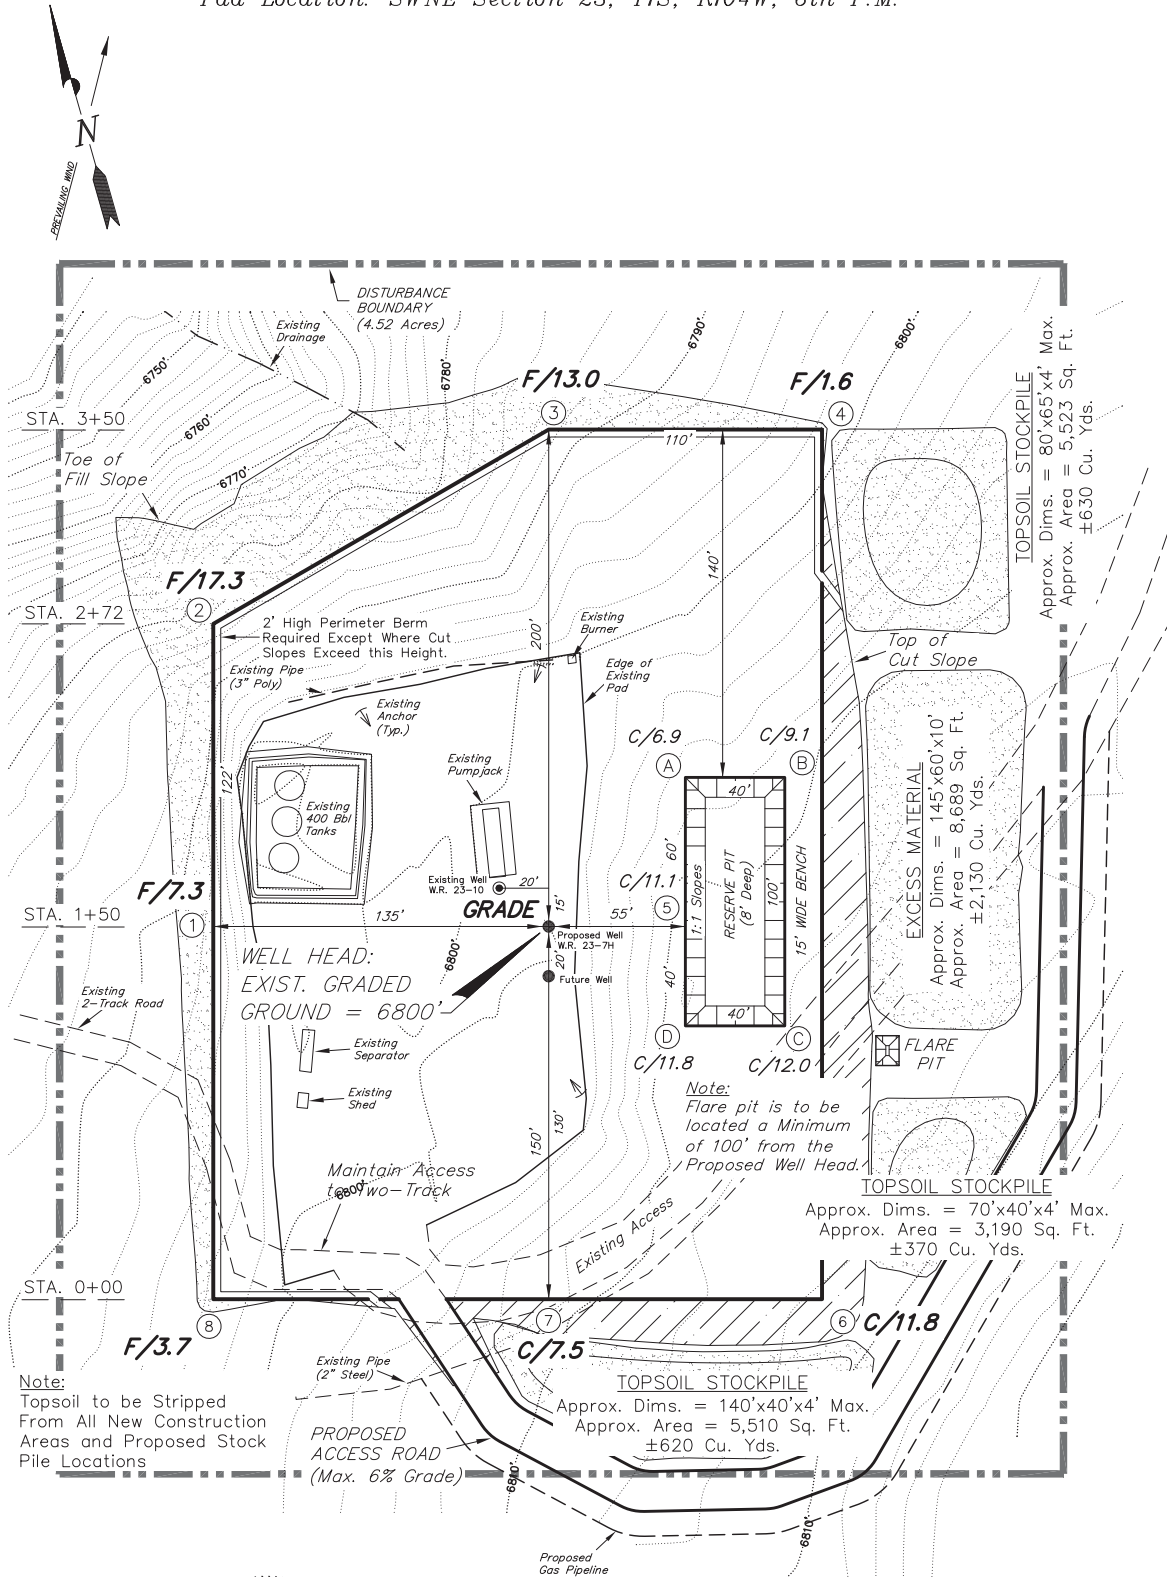 Pad Location: SWNE Section 23, T7S, R104W, 6th P.M.
N
PREVAILING WIND
DISTURBANCE
BOUNDARY
(4.52 Acres)
Existing
Drainage
6750'
6760'
6770'
6780'
6790'
6800'
STA. 3+50
Toe of
Fill Slope
F/13.0
3
F/1.6
4
110'
TOPSOIL STOCKPILE
Approx. Dims. = 80'x65'x4' Max.
Approx. Area = 5,523 Sq. Ft.
±630 Cu. Yds.
F/17.3
2
STA. 2+72
2' High Perimeter Berm
Required Except Where Cut
Slopes Exceed this Height.
Existing Pipe
(3" Poly)
200'
140'
Existing
Burner
Edge of
Existing
Pad
Top of
Cut Slope
Existing
Anchor
(Typ.)
Existing
Pumpjack
122'
Existing
400 Bbl
Tanks
C/6.9
A
C/9.1
B
40'
60'
C/11.1
5
1:1 Slopes
RESERVE PIT
(8' Deep)
100'
15' WIDE BENCH
40'
40'
D
C/11.8
C
C/12.0
EXCESS MATERIAL
Approx. Dims. = 145'x60'x10'
Approx. Area = 8,689 Sq. Ft.
±2,130 Cu. Yds.
Existing Well
W.R. 23-10
20'
F/7.3
GRADE
15'
STA. 1+50
1
135'
55'
Proposed Well
W.R. 23-7H
20'
Future Well
WELL HEAD:
EXIST. GRADED
GROUND = 6800'
6800'
Existing
2-Track Road
Existing
Separator
Existing
Shed
FLARE
PIT
Note:
Flare pit is to be
located a Minimum
of 100' from the
Proposed Well Head.
150'
130'
Maintain Access
to Two-Track
6800'
Existing Access
TOPSOIL STOCKPILE
Approx. Dims. = 70'x40'x4' Max.
Approx. Area = 3,190 Sq. Ft.
±370 Cu. Yds.
STA. 0+00
8
F/3.7
7
C/7.5
6
C/11.8
Existing Pipe
(2" Steel)
TOPSOIL STOCKPILE
Approx. Dims. = 140'x40'x4' Max.
Approx. Area = 5,510 Sq. Ft.
±620 Cu. Yds.
Note:
Topsoil to be Stripped
From All New Construction
Areas and Proposed Stock
Pile Locations
PROPOSED
ACCESS ROAD
(Max. 6% Grade)
6810'
6810'
Proposed
Gas Pipeline